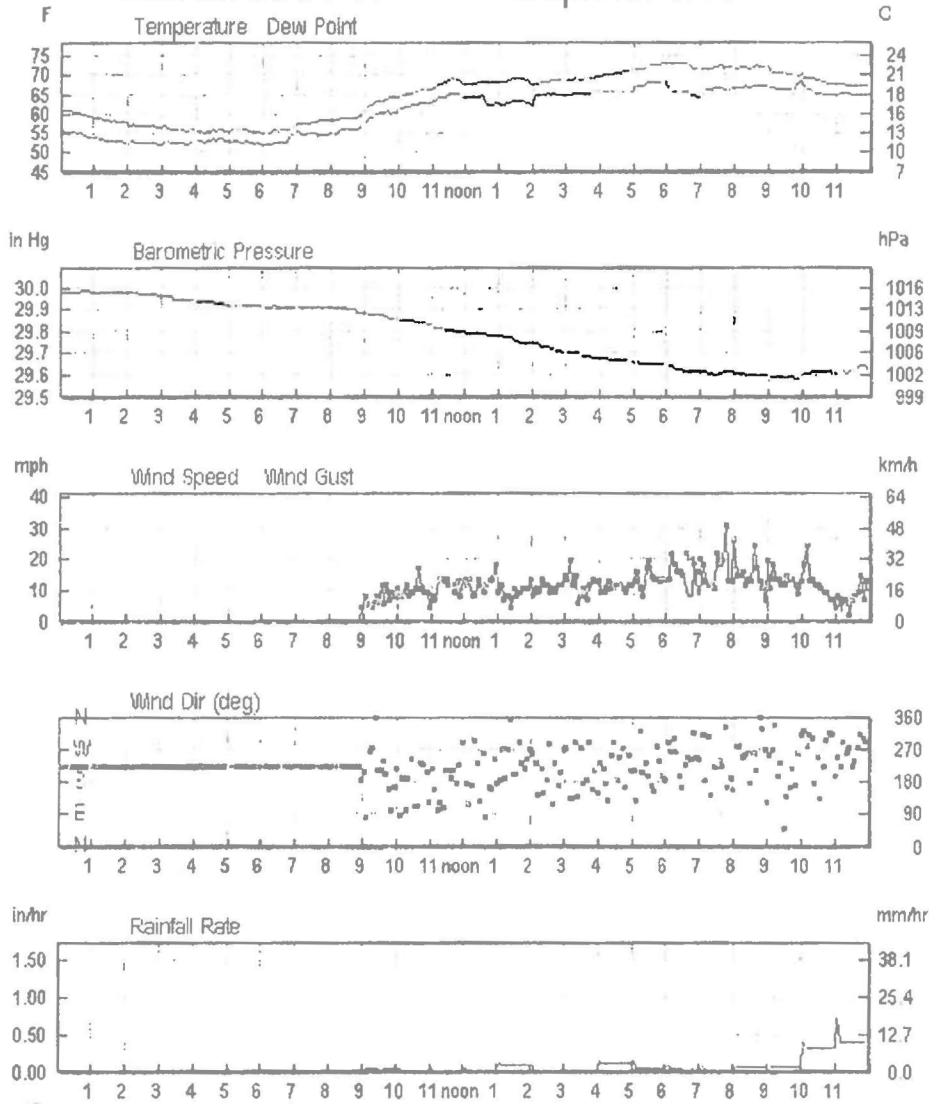 F C
Temperature Dew Point
75 24
70 21
65 18
60 16
55 13
50 10
45 7
1 2 3 4 5 6 7 8 9 10 11 noon 1 2 3 4 5 6 7 8 9 10 11
in Hg hPa
Barometric Pressure
30.0 1016
29.9 1013
29.8 1009
29.7 1006
29.6 1002
29.5 999
1 2 3 4 5 6 7 8 9 10 11 noon 1 2 3 4 5 6 7 8 9 10 11
mph km/h
Wind Speed Wind Gust
40 64
30 48
20 32
10 16
0 0
1 2 3 4 5 6 7 8 9 10 11 noon 1 2 3 4 5 6 7 8 9 10 11
Wind Dir (deg)
N 360
W 270
180
E 90
N 0
1 2 3 4 5 6 7 8 9 10 11 noon 1 2 3 4 5 6 7 8 9 10 11
in/hr mm/hr
Rainfall Rate
1.50 38.1
1.00 25.4
0.50 12.7
0.00 0.0
1 2 3 4 5 6 7 8 9 10 11 noon 1 2 3 4 5 6 7 8 9 10 11